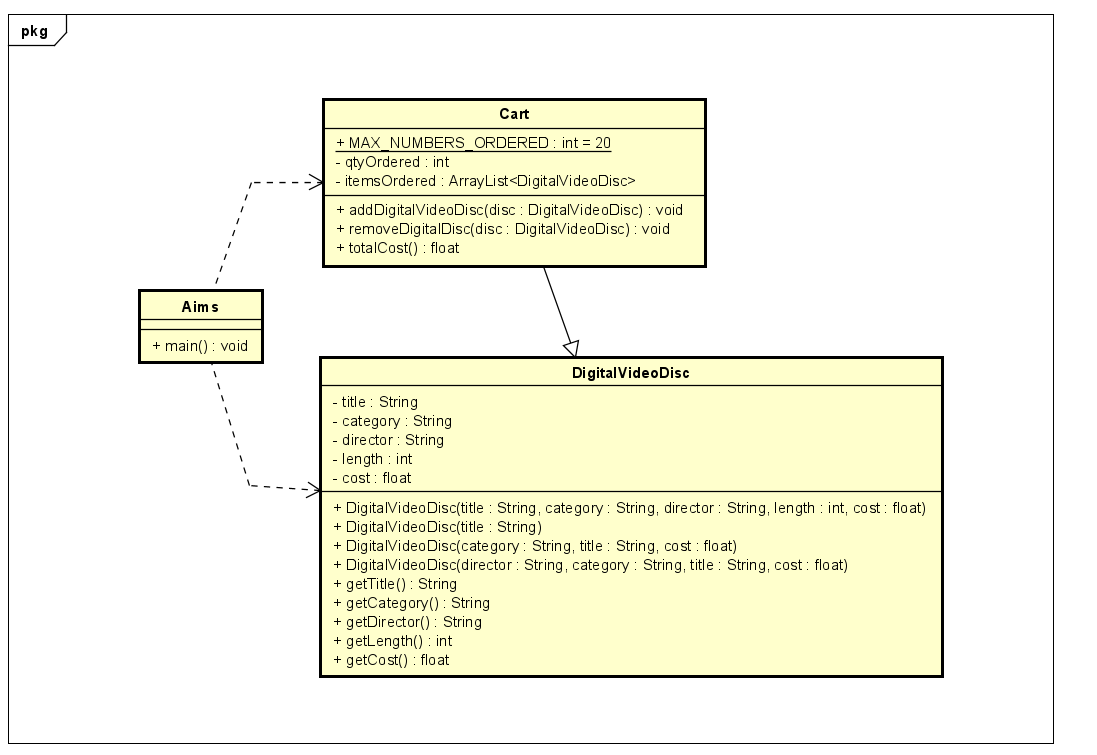 pkg
Cart
+ MAX_NUMBERS_ORDERED : int = 20
- qtyOrdered : int
- itemsOrdered : ArrayList<DigitalVideoDisc>
+ addDigitalVideoDisc(disc : DigitalVideoDisc) : void
+ removeDigitalDisc(disc : DigitalVideoDisc) : void
+ totalCost() : float
Aims
+ main() : void
DigitalVideoDisc
- title : String
- category : String
- director : String
- length : int
- cost : float
+ DigitalVideoDisc(title : String, category : String, director : String, length : int, cost : float)
+ DigitalVideoDisc(title : String)
+ DigitalVideoDisc(category : String, title : String, cost : float)
+ DigitalVideoDisc(director : String, category : String, title : String, cost : float)
+ getTitle() : String
+ getCategory() : String
+ getDirector() : String
+ getLength() : int
+ getCost() : float